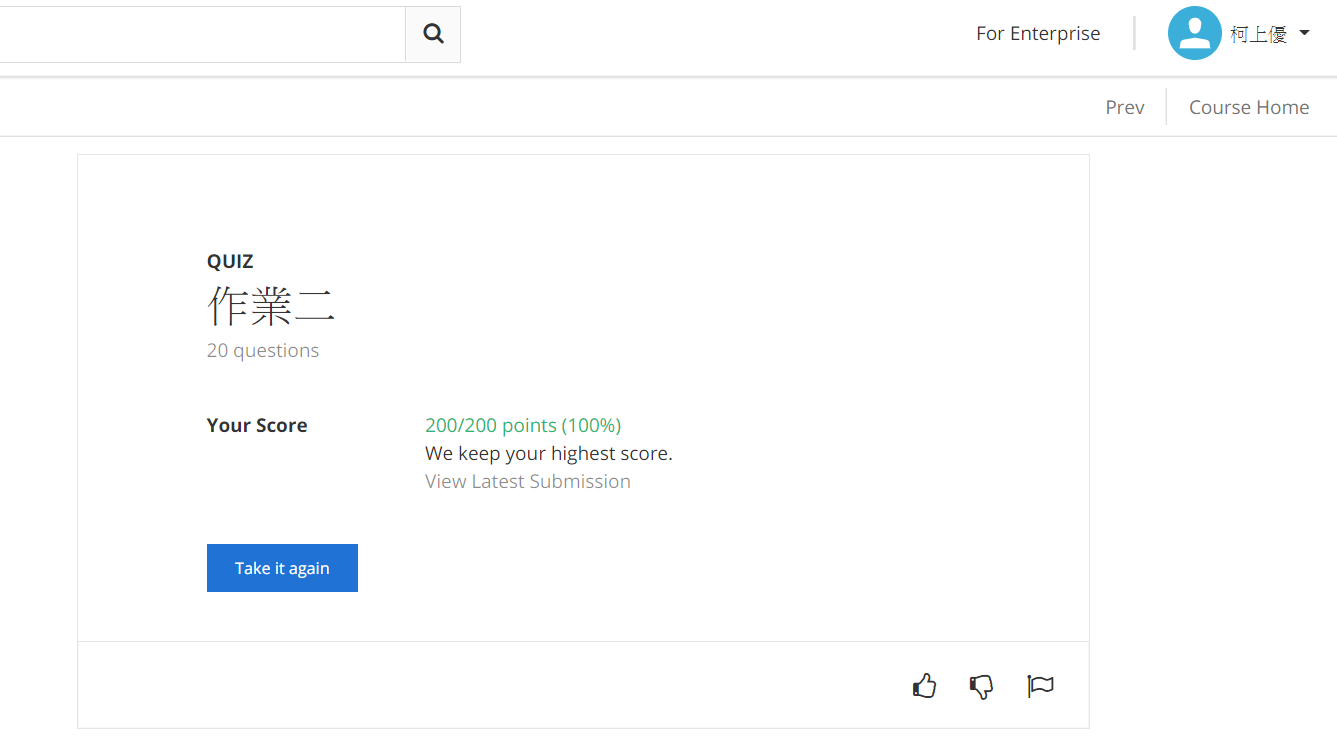 For Enterprise
柯上優
Prev
Course Home
QUIZ
作業二
20 questions
Your Score
200/200 points (100%)
We keep your highest score.
View Latest Submission
Take it again